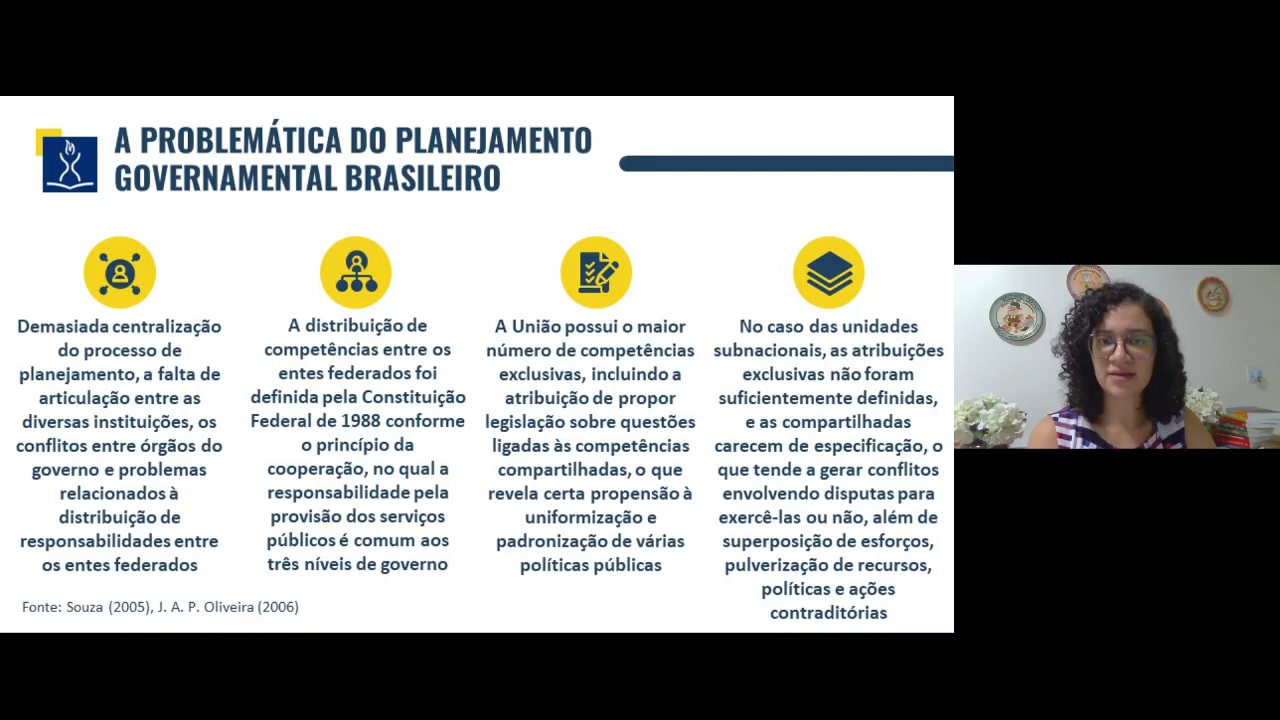 A PROBLEMÁTICA DO PLANEJAMENTO
GOVERNAMENTAL BRASILEIRO
Demasiada centralização
do processo de
planejamento, a falta de
articulação entre as
diversas instituições, os
conflitos entre órgãos do
governo e problemas
relacionados à
distribuição de
responsabilidades entre
os entes federados
A distribuição de
competências entre os
entes federados foi
definida pela Constituição
Federal de 1988 conforme
o princípio da
cooperação, no qual a
responsabilidade pela
provisão dos serviços
públicos é comum aos
três níveis de governo
A União possui o maior
número de competências
exclusivas, incluindo a
atribuição de propor
legislação sobre questões
ligadas às competências
compartilhadas, o que
revela certa propensão à
uniformização e
padronização de várias
políticas públicas
No caso das unidades
subnacionais, as atribuições
exclusivas não foram
suficientemente definidas,
e as compartilhadas
carecem de especificação, o
que tende a gerar conflitos
envolvendo disputas para
exercê-las ou não, além de
superposição de esforços,
pulverização de recursos,
políticas e ações
contraditórias
Fonte: Souza (2005), J. A. P. Oliveira (2006)